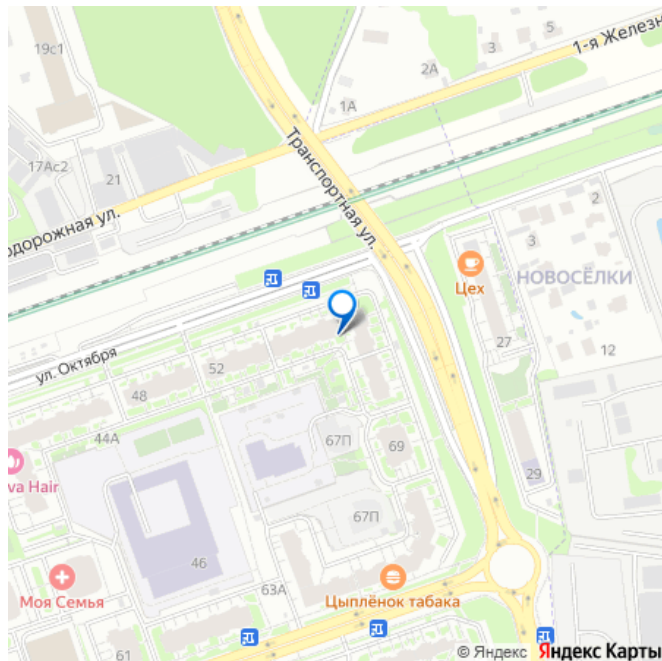 19с1
5
3
1-я Железн
2А
1А
17Ас2
21
Транспортная ул.
одорожная ул.
2
3
Цех
НОВОСЁЛКИ
27
12
ул. Октября
52
48
44А
67П
69
va Hair
29
67П
46
Моя Семья
63А
Цыплёнок табака
61
© Яндекс Яндекс Карты